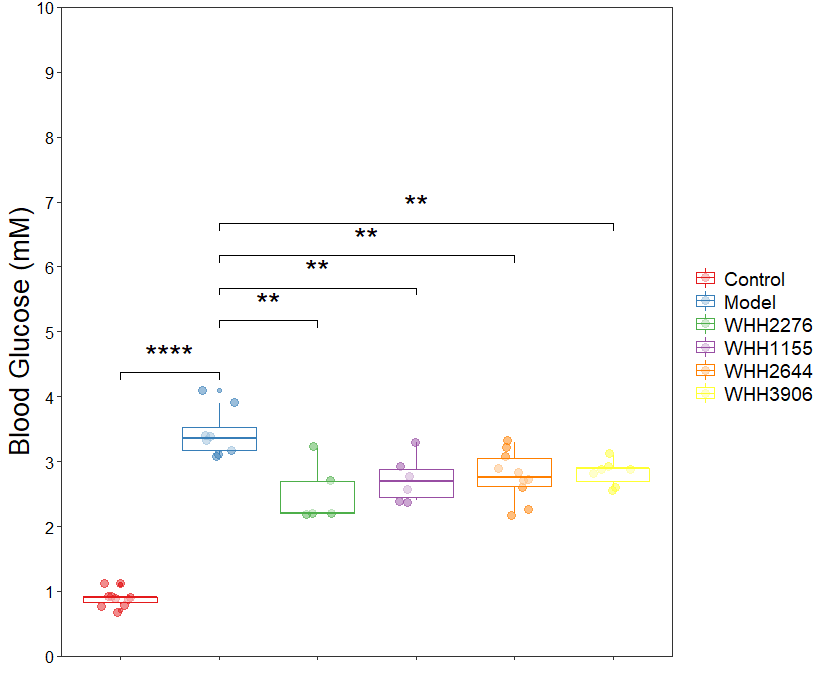 10
9
8
7
6
5
4
3
2
1
0
Blood Glucose (mM)
**
**
**
**
****
Control
Model
WHH2276
WHH1155
WHH2644
WHH3906